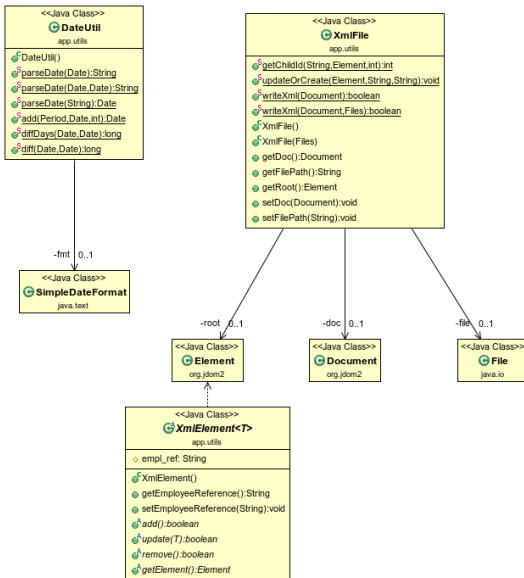 <<Java Class>>
DateUtil
app.utils
DateUtil()
parseDate(Date):String
parseDate(Date,Date):String
parseDate(String):Date
add(Period,Date,int):Date
diffDays(Date,Date):long
diff(Date,Date):long
<<Java Class>>
XmlFile
app.utils
getChildId(String,Element,int):int
updateOrCreate(Element,String,String):void
writeXml(Document):boolean
writeXml(Document,Files):boolean
XmlFile()
XmlFile(Files)
getDoc():Document
getFilePath():String
getRoot():Element
setDoc(Document):void
setFilePath(String):void
-fmt 0..1
<<Java Class>>
SimpleDateFormat
java.text
-root 0..1
-doc 0..1
-file 0..1
<<Java Class>>
Element
org.jdom2
<<Java Class>>
Document
org.jdom2
<<Java Class>>
File
java.io
<<Java Class>>
XmlElement<T>
app.utils
empl_ref: String
XmlElement()
getEmployeeReference():String
setEmployeeReference(String):void
add():boolean
update(T):boolean
remove():boolean
getElement():Element